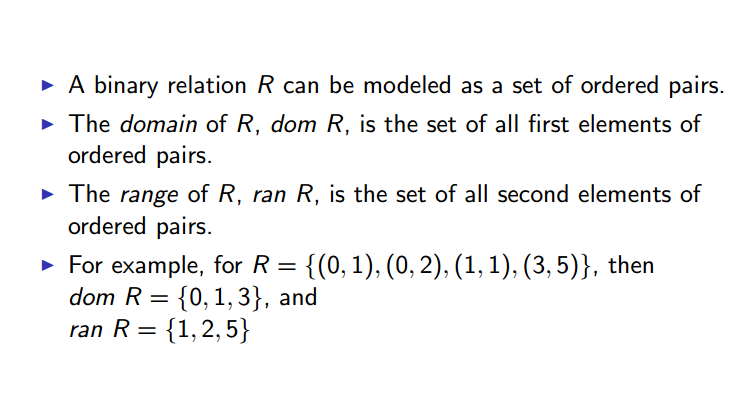 ▶ A binary relation R can be modeled as a set of ordered pairs.
▶ The domain of R, dom R, is the set of all first elements of
ordered pairs.
▶ The range of R, ran R, is the set of all second elements of
ordered pairs.
▶ For example, for R = {(0, 1), (0, 2), (1, 1), (3, 5)}, then
dom R = {0, 1, 3}, and
ran R = {1, 2, 5}